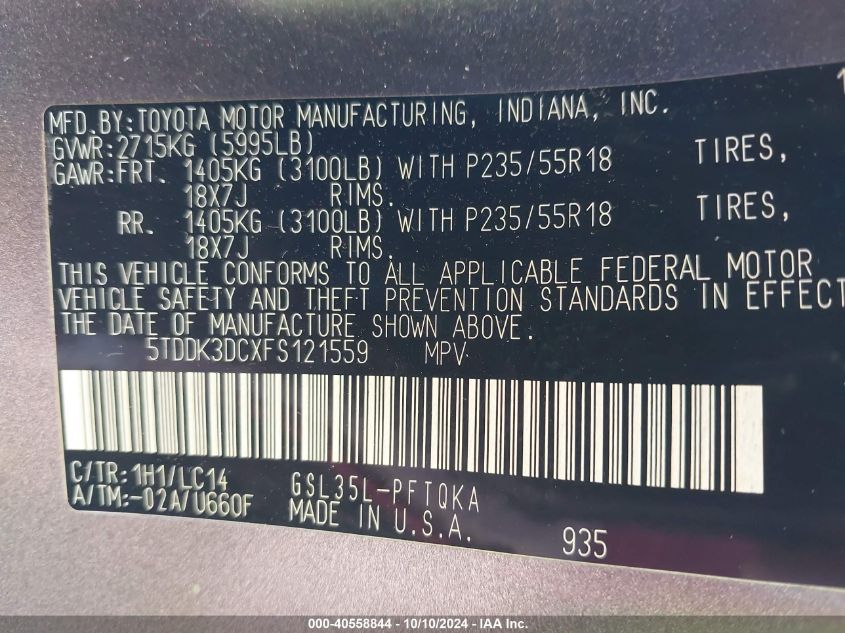 MFD.BY:TOYOTA MOTOR MANUFACTURING, INDIANA, INC.
GVWR:2715KG (5995LB)
GAWR:FRT. 1405KG (3100LB) WITH P235/55R18 TIRES,
18X7J RIMS.
RR. 1405KG (3100LB) WITH P235/55R18 TIRES,
18X7J RIMS.
THIS VEHICLE CONFORMS TO ALL APPLICABLE FEDERAL MOTOR
VEHICLE SAFETY AND THEFT PREVENTION STANDARDS IN EFFECT
THE DATE OF MANUFACTURE SHOWN ABOVE.
5TDDK3DCXFS121559 MPV
C/TR:1H1/LC14 GSL35L-PFTQKA
A/TM:-02A/U660F MADE IN U.S.A.
935
000-40558844 - 10/10/2024 - IAA Inc.